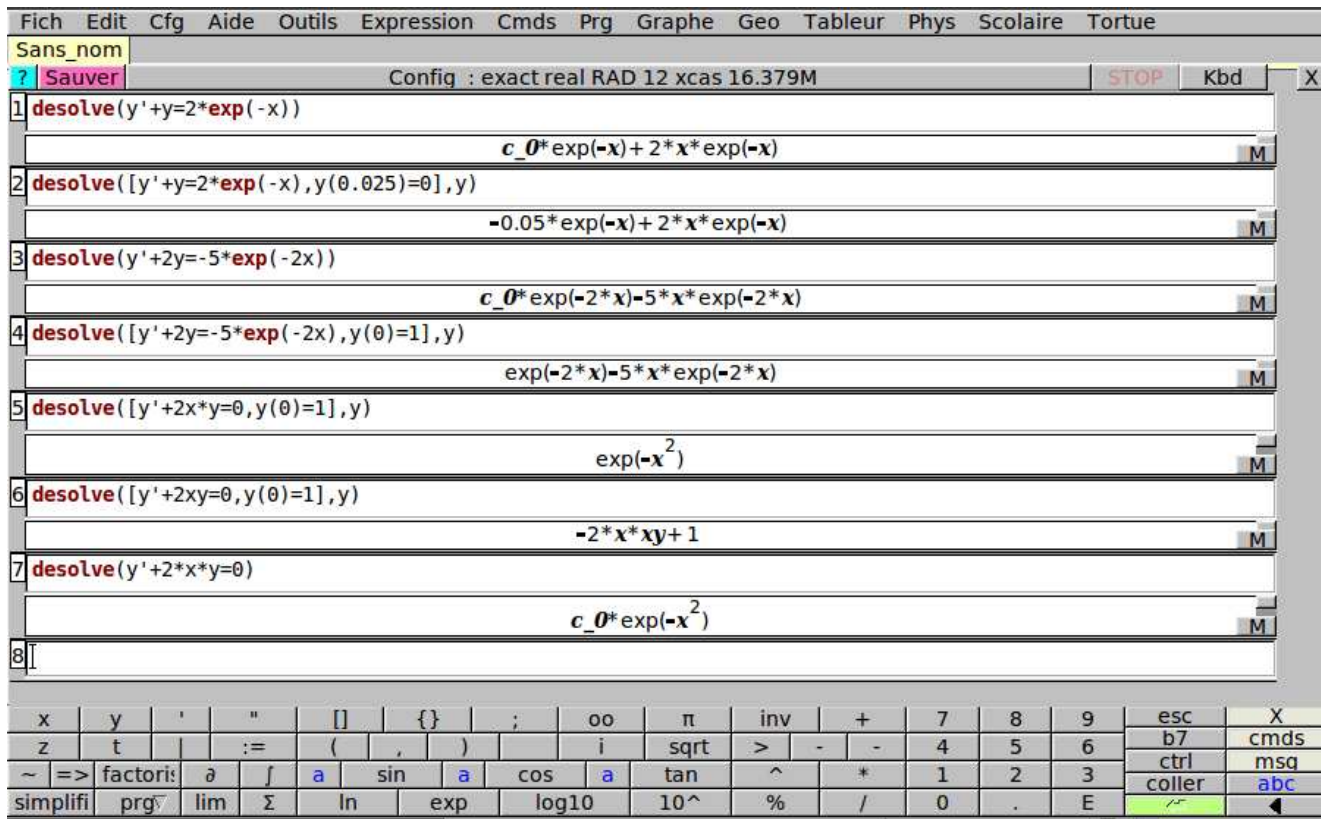 Fich Edit Cfg Aide Outils Expression Cmds Prg Graphe Geo Tableur Phys Scolaire Tortue
Sans_nom
? Sauver Config : exact real RAD 12 xcas 16.379M STOP Kbd X
1 desolve(y'+y=2*exp(-x))
c_0*exp(-x)+2*x*exp(-x)
M
2 desolve([y'+y=2*exp(-x),y(0.025)=0],y)
-0.05*exp(-x)+2*x*exp(-x)
M
3 desolve(y'+2y=-5*exp(-2x))
c_0*exp(-2*x)-5*x*exp(-2*x)
M
4 desolve([y'+2y=-5*exp(-2x),y(0)=1],y)
exp(-2*x)-5*x*exp(-2*x)
M
5 desolve([y'+2x*y=0,y(0)=1],y)
exp(-x²)
M
6 desolve([y'+2xy=0,y(0)=1],y)
-2*x*xy+1
M
7 desolve(y'+2*x*y=0)
c_0*exp(-x²)
M
8
x y ' " [] {} ; oo π inv + 7 8 9 esc X
z t | := ( , ) i sqrt > - - 4 5 6 b7 cmds
~ => factoris ∂ ∫ a sin a cos a tan ^ * 1 2 3 ctrl msg
simplifi prg lim Σ ln exp log10 10^ % / 0 . E coller abc